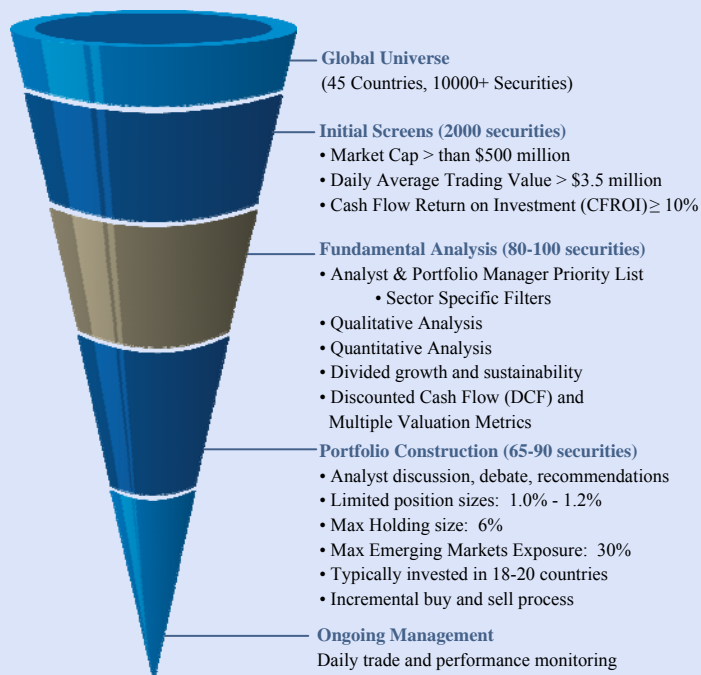 Global Universe
(45 Countries, 10000+ Securities)
Initial Screens (2000 securities)
• Market Cap > than $500 million
• Daily Average Trading Value > $3.5 million
• Cash Flow Return on Investment (CFROI) ≥ 10%
Fundamental Analysis (80-100 securities)
• Analyst & Portfolio Manager Priority List
• Sector Specific Filters
• Qualitative Analysis
• Quantitative Analysis
• Divided growth and sustainability
• Discounted Cash Flow (DCF) and
Multiple Valuation Metrics
Portfolio Construction (65-90 securities)
• Analyst discussion, debate, recommendations
• Limited position sizes: 1.0% - 1.2%
• Max Holding size: 6%
• Max Emerging Markets Exposure: 30%
• Typically invested in 18-20 countries
• Incremental buy and sell process
Ongoing Management
Daily trade and performance monitoring